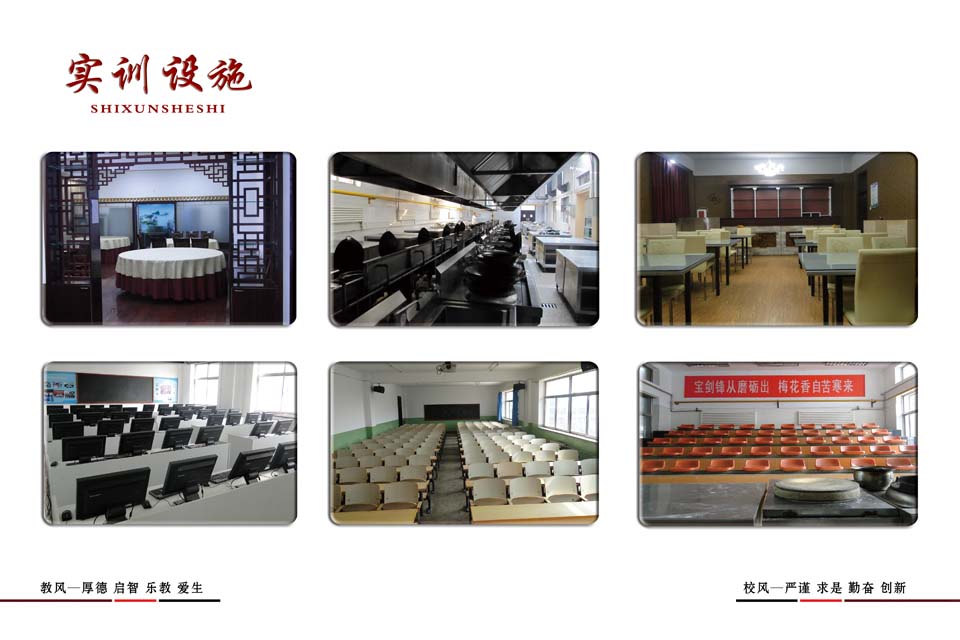 实训设施
SHIXUNSHESHI
宝剑锋从磨砺出 梅花香自苦寒来
教风—厚德 启智 乐教 爱生
校风—严谨 求是 勤奋 创新